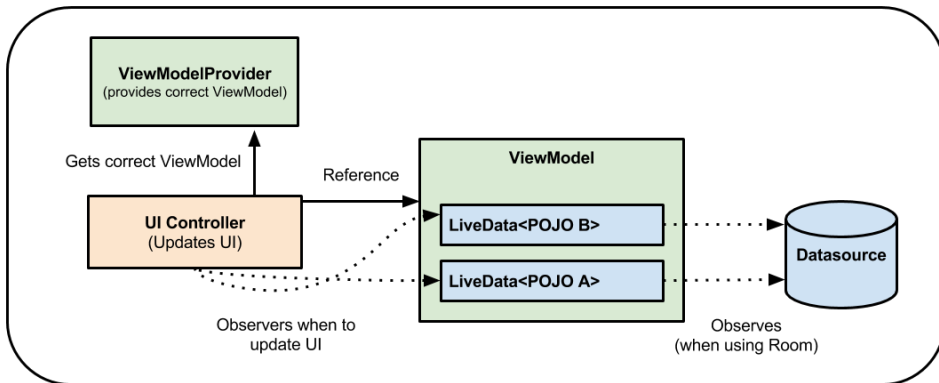 ViewModelProvider
(provides correct ViewModel)
Gets correct ViewModel
Reference
ViewModel
UI Controller
(Updates UI)
LiveData<POJO B>
LiveData<POJO A>
Datasource
Observers when to
update UI
Observes
(when using Room)